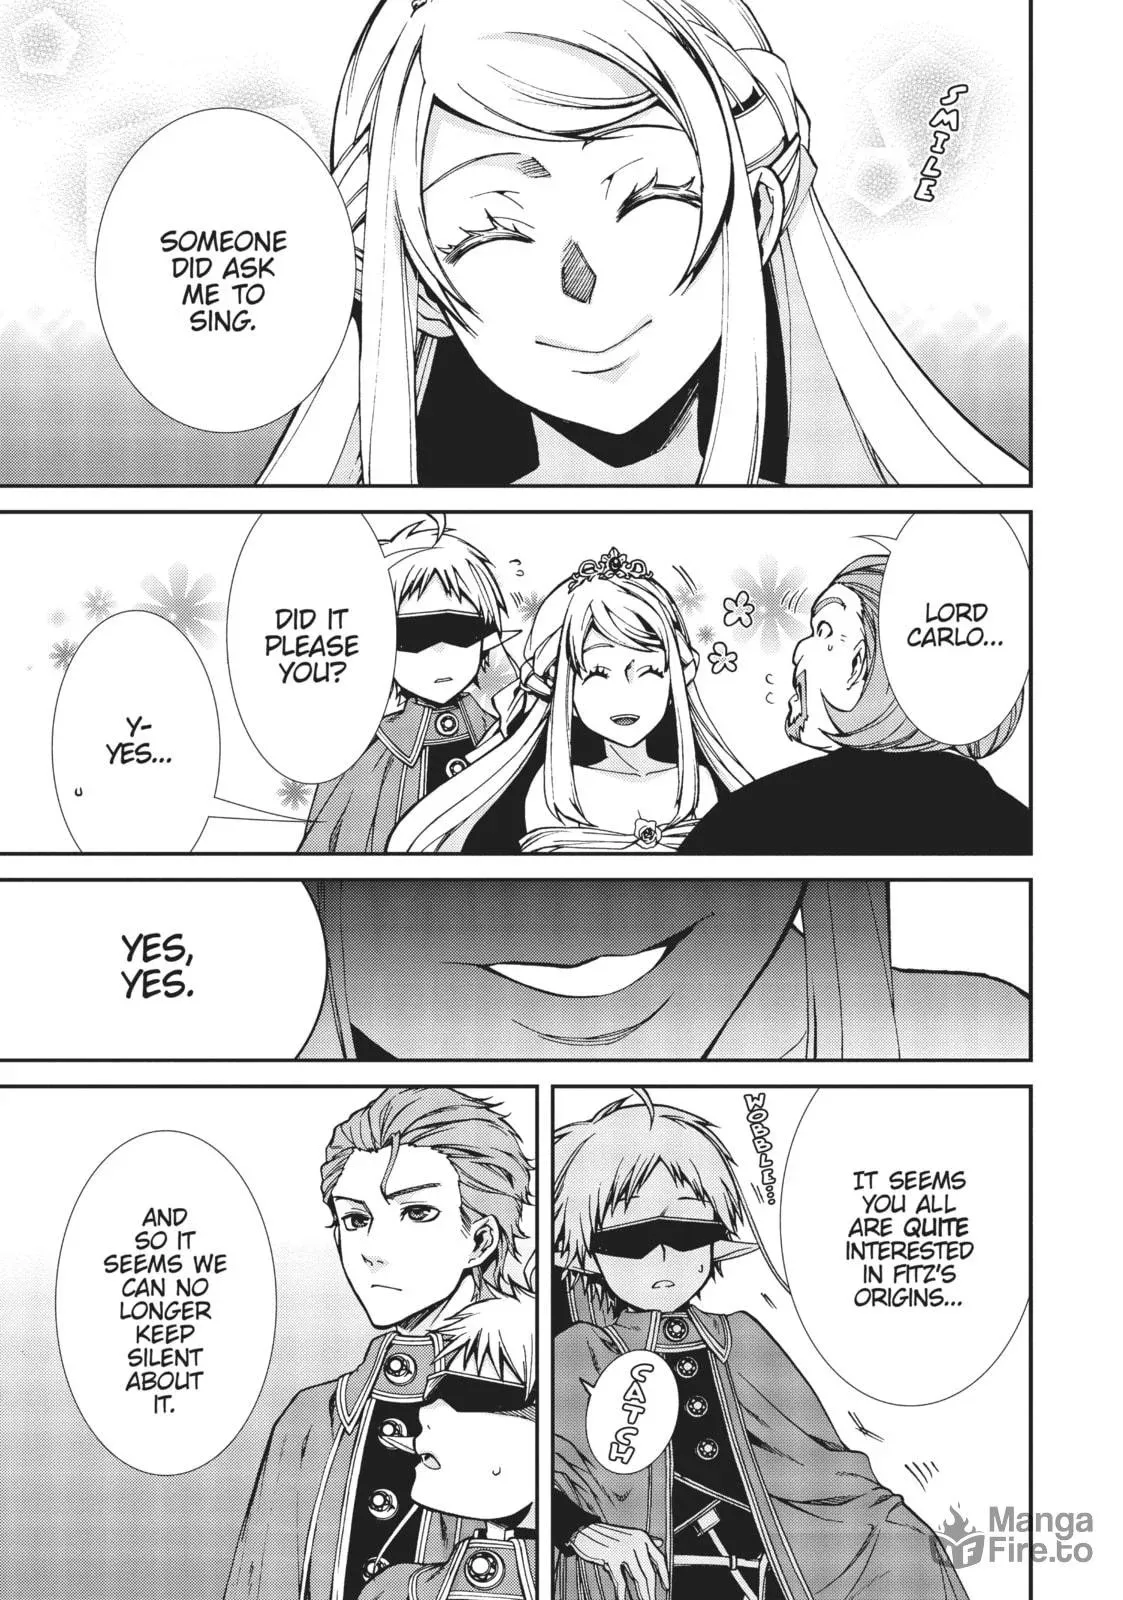 SMILE
SOMEONE
DID ASK
ME TO
SING.
LORD
CARLO...
DID IT
PLEASE
YOU?
Y-
YES...
YES,
YES.
WOBBLE...
IT SEEMS
YOU ALL
ARE QUITE
INTERESTED
IN FITZ'S
ORIGINS...
CATCH
AND
SO IT
SEEMS WE
CAN NO
LONGER
KEEP
SILENT
ABOUT
IT.
Manga
Fire.to